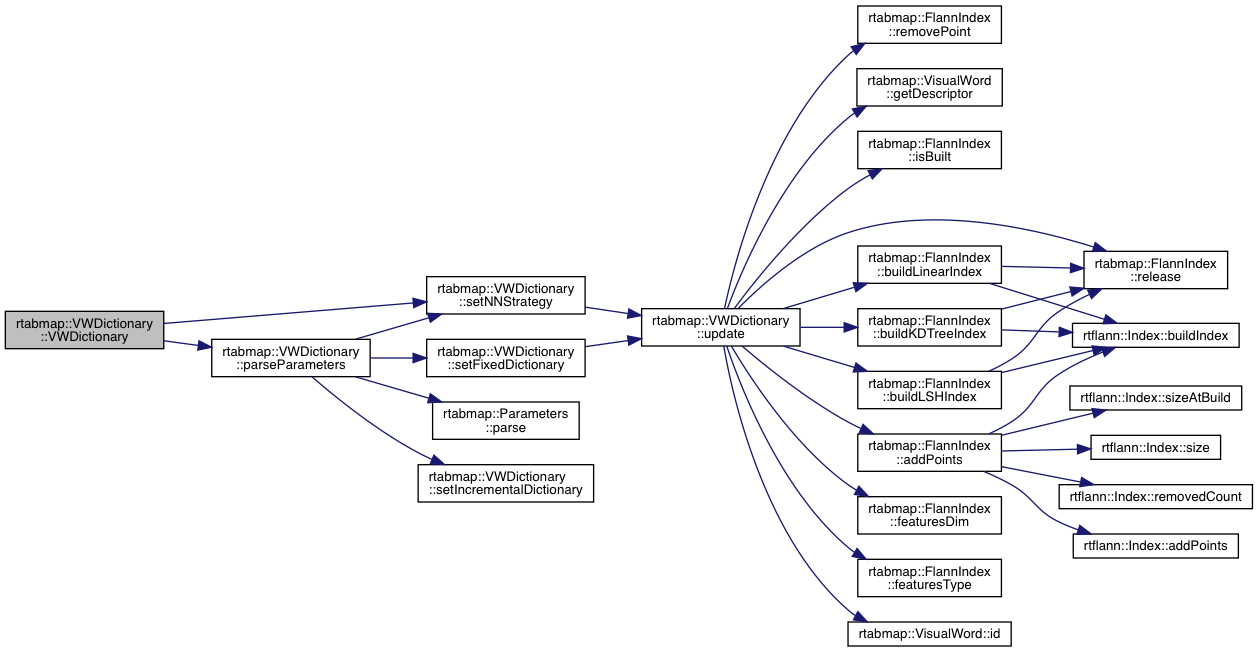 rtabmap::VWDictionary
::VWDictionary
rtabmap::VWDictionary
::parseParameters
rtabmap::VWDictionary
::setNNStrategy
rtabmap::VWDictionary
::setFixedDictionary
rtabmap::Parameters
::parse
rtabmap::VWDictionary
::setIncrementalDictionary
rtabmap::VWDictionary
::update
rtabmap::FlannIndex
::removePoint
rtabmap::VisualWord
::getDescriptor
rtabmap::FlannIndex
::isBuilt
rtabmap::FlannIndex
::buildLinearIndex
rtabmap::FlannIndex
::buildKDTreeIndex
rtabmap::FlannIndex
::buildLSHIndex
rtabmap::FlannIndex
::addPoints
rtabmap::FlannIndex
::featuresDim
rtabmap::FlannIndex
::featuresType
rtabmap::VisualWord::id
rtabmap::FlannIndex
::release
rtflann::Index::buildIndex
rtflann::Index::sizeAtBuild
rtflann::Index::size
rtflann::Index::removedCount
rtflann::Index::addPoints